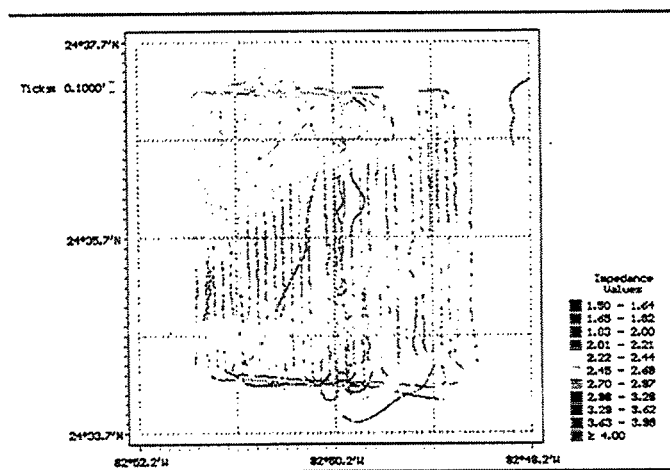 24°37.7'N
Ticks 0.1000'
24°35.7'N
24°33.7'N
82°52.2'W
82°50.2'W
82°48.2'W
Impedance
Values
1.50 - 1.64
1.65 - 1.82
1.83 - 2.00
2.01 - 2.21
2.22 - 2.44
2.45 - 2.69
2.70 - 2.97
2.98 - 3.28
3.29 - 3.62
3.63 - 3.98
≥ 4.00